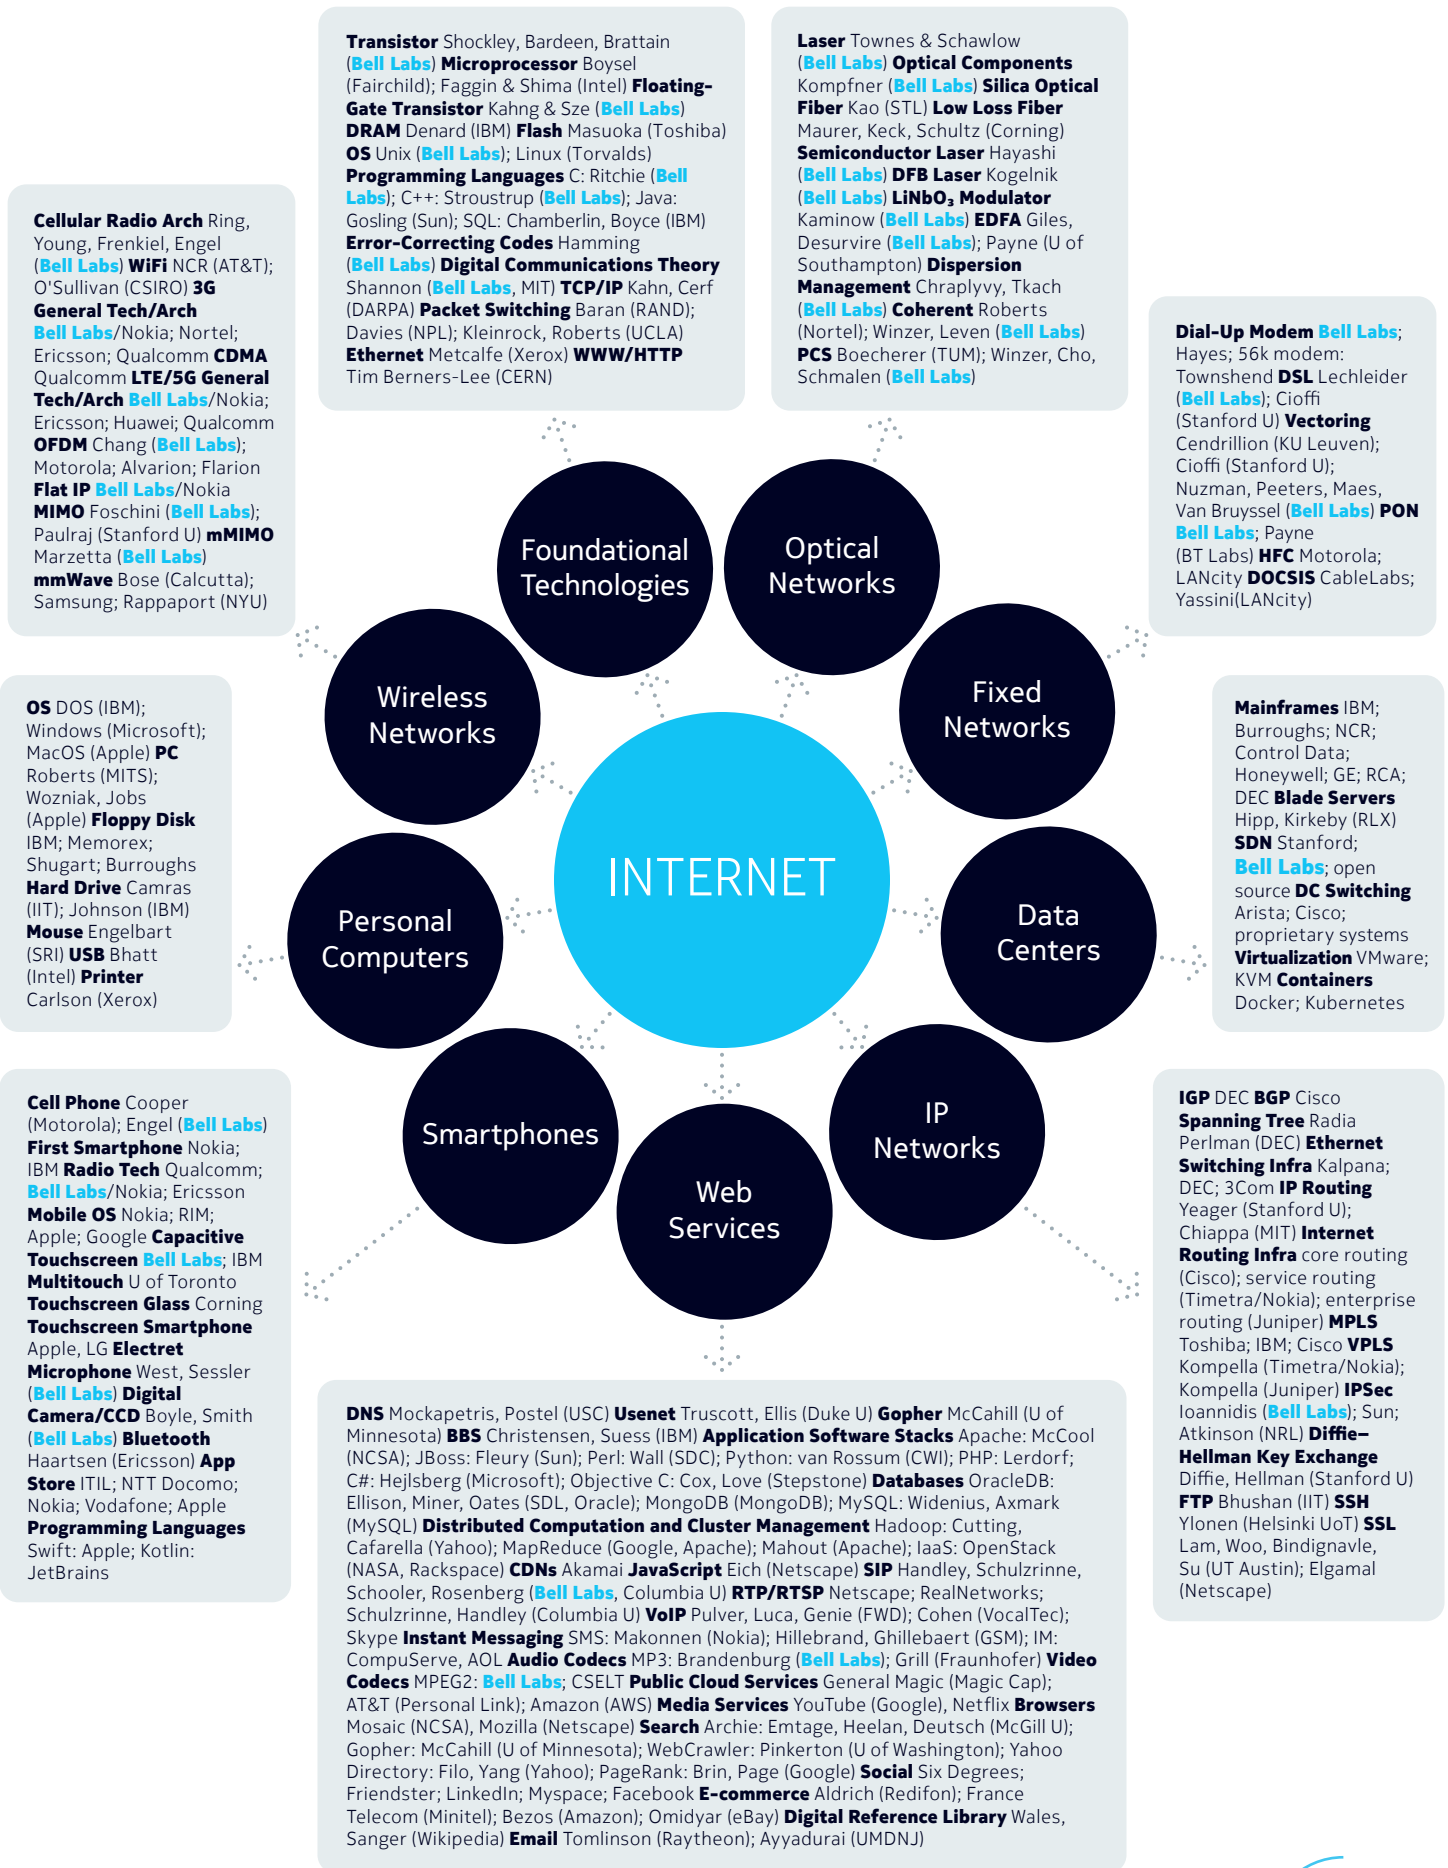 Transistor Shockley, Bardeen, Brattain
(Bell Labs) Microprocessor Boysel
(Fairchild); Faggin & Shima (Intel) Floating-
Gate Transistor Kahng & Sze (Bell Labs)
DRAM Denard (IBM) Flash Masuoka (Toshiba)
OS Unix (Bell Labs); Linux (Torvalds)
Programming Languages C: Ritchie (Bell
Labs); C++: Stroustrup (Bell Labs); Java:
Gosling (Sun); SQL: Chamberlin, Boyce (IBM)
Error-Correcting Codes Hamming
(Bell Labs) Digital Communications Theory
Shannon (Bell Labs, MIT) TCP/IP Kahn, Cerf
(DARPA) Packet Switching Baran (RAND);
Davies (NPL); Kleinrock, Roberts (UCLA)
Ethernet Metcalfe (Xerox) WWW/HTTP
Tim Berners-Lee (CERN)
Laser Townes & Schawlow
(Bell Labs) Optical Components
Kompfner (Bell Labs) Silica Optical
Fiber Kao (STL) Low Loss Fiber
Maurer, Keck, Schultz (Corning)
Semiconductor Laser Hayashi
(Bell Labs) DFB Laser Kogelnik
(Bell Labs) LiNbO₃ Modulator
Kaminow (Bell Labs) EDFA Giles,
Desurvire (Bell Labs); Payne (U of
Southampton) Dispersion
Management Chraplyvy, Tkach
(Bell Labs) Coherent Roberts
(Nortel); Winzer, Leven (Bell Labs)
PCS Boecherer (TUM); Winzer, Cho,
Schmalen (Bell Labs)
Cellular Radio Arch Ring,
Young, Frenkiel, Engel
(Bell Labs) WiFi NCR (AT&T);
O'Sullivan (CSIRO) 3G
General Tech/Arch
Bell Labs/Nokia; Nortel;
Ericsson; Qualcomm CDMA
Qualcomm LTE/5G General
Tech/Arch Bell Labs/Nokia;
Ericsson; Huawei; Qualcomm
OFDM Chang (Bell Labs);
Motorola; Alvarion; Flarion
Flat IP Bell Labs/Nokia
MIMO Foschini (Bell Labs);
Paulraj (Stanford U) mMIMO
Marzetta (Bell Labs)
mmWave Bose (Calcutta);
Samsung; Rappaport (NYU)
Dial-Up Modem Bell Labs;
Hayes; 56k modem:
Townshend DSL Lechleider
(Bell Labs); Cioffi
(Stanford U) Vectoring
Cendrillion (KU Leuven);
Cioffi (Stanford U);
Nuzman, Peeters, Maes,
Van Bruyssel (Bell Labs) PON
Bell Labs; Payne
(BT Labs) HFC Motorola;
LANcity DOCSIS CableLabs;
Yassini(LANcity)
Foundational
Technologies
Optical
Networks
Wireless
Networks
Fixed
Networks
INTERNET
Personal
Computers
Data
Centers
Smartphones
IP
Networks
Web
Services
OS DOS (IBM);
Windows (Microsoft);
MacOS (Apple) PC
Roberts (MITS);
Wozniak, Jobs
(Apple) Floppy Disk
IBM; Memorex;
Shugart; Burroughs
Hard Drive Camras
(IIT); Johnson (IBM)
Mouse Engelbart
(SRI) USB Bhatt
(Intel) Printer
Carlson (Xerox)
Mainframes IBM;
Burroughs; NCR;
Control Data;
Honeywell; GE; RCA;
DEC Blade Servers
Hipp, Kirkeby (RLX)
SDN Stanford;
Bell Labs; open
source DC Switching
Arista; Cisco;
proprietary systems
Virtualization VMware;
KVM Containers
Docker; Kubernetes
Cell Phone Cooper
(Motorola); Engel (Bell Labs)
First Smartphone Nokia;
IBM Radio Tech Qualcomm;
Bell Labs/Nokia; Ericsson
Mobile OS Nokia; RIM;
Apple; Google Capacitive
Touchscreen Bell Labs; IBM
Multitouch U of Toronto
Touchscreen Glass Corning
Touchscreen Smartphone
Apple, LG Electret
Microphone West, Sessler
(Bell Labs) Digital
Camera/CCD Boyle, Smith
(Bell Labs) Bluetooth
Haartsen (Ericsson) App
Store ITIL; NTT Docomo;
Nokia; Vodafone; Apple
Programming Languages
Swift: Apple; Kotlin:
JetBrains
IGP DEC BGP Cisco
Spanning Tree Radia
Perlman (DEC) Ethernet
Switching Infra Kalpana;
DEC; 3Com IP Routing
Yeager (Stanford U);
Chiappa (MIT) Internet
Routing Infra core routing
(Cisco); service routing
(Timetra/Nokia); enterprise
routing (Juniper) MPLS
Toshiba; IBM; Cisco VPLS
Kompella (Timetra/Nokia);
Kompella (Juniper) IPSec
Ioannidis (Bell Labs); Sun;
Atkinson (NRL) Diffie–
Hellman Key Exchange
Diffie, Hellman (Stanford U)
FTP Bhushan (IIT) SSH
Ylonen (Helsinki UoT) SSL
Lam, Woo, Bindignavle,
Su (UT Austin); Elgamal
(Netscape)
DNS Mockapetris, Postel (USC) Usenet Truscott, Ellis (Duke U) Gopher McCahill (U of
Minnesota) BBS Christensen, Suess (IBM) Application Software Stacks Apache: McCool
(NCSA); JBoss: Fleury (Sun); Perl: Wall (SDC); Python: van Rossum (CWI); PHP: Lerdorf;
C#: Hejlsberg (Microsoft); Objective C: Cox, Love (Stepstone) Databases OracleDB:
Ellison, Miner, Oates (SDL, Oracle); MongoDB (MongoDB); MySQL: Widenius, Axmark
(MySQL) Distributed Computation and Cluster Management Hadoop: Cutting,
Cafarella (Yahoo); MapReduce (Google, Apache); Mahout (Apache); IaaS: OpenStack
(NASA, Rackspace) CDNs Akamai JavaScript Eich (Netscape) SIP Handley, Schulzrinne,
Schooler, Rosenberg (Bell Labs, Columbia U) RTP/RTSP Netscape; RealNetworks;
Schulzrinne, Handley (Columbia U) VoIP Pulver, Luca, Genie (FWD); Cohen (VocalTec);
Skype Instant Messaging SMS: Makonnen (Nokia); Hillebrand, Ghillebaert (GSM); IM:
CompuServe, AOL Audio Codecs MP3: Brandenburg (Bell Labs); Grill (Fraunhofer) Video
Codecs MPEG2: Bell Labs; CSELT Public Cloud Services General Magic (Magic Cap);
AT&T (Personal Link); Amazon (AWS) Media Services YouTube (Google), Netflix Browsers
Mosaic (NCSA), Mozilla (Netscape) Search Archie: Emtage, Heelan, Deutsch (McGill U);
Gopher: McCahill (U of Minnesota); WebCrawler: Pinkerton (U of Washington); Yahoo
Directory: Filo, Yang (Yahoo); PageRank: Brin, Page (Google) Social Six Degrees;
Friendster; LinkedIn; Myspace; Facebook E-commerce Aldrich (Redifon); France
Telecom (Minitel); Bezos (Amazon); Omidyar (eBay) Digital Reference Library Wales,
Sanger (Wikipedia) Email Tomlinson (Raytheon); Ayyadurai (UMDNJ)